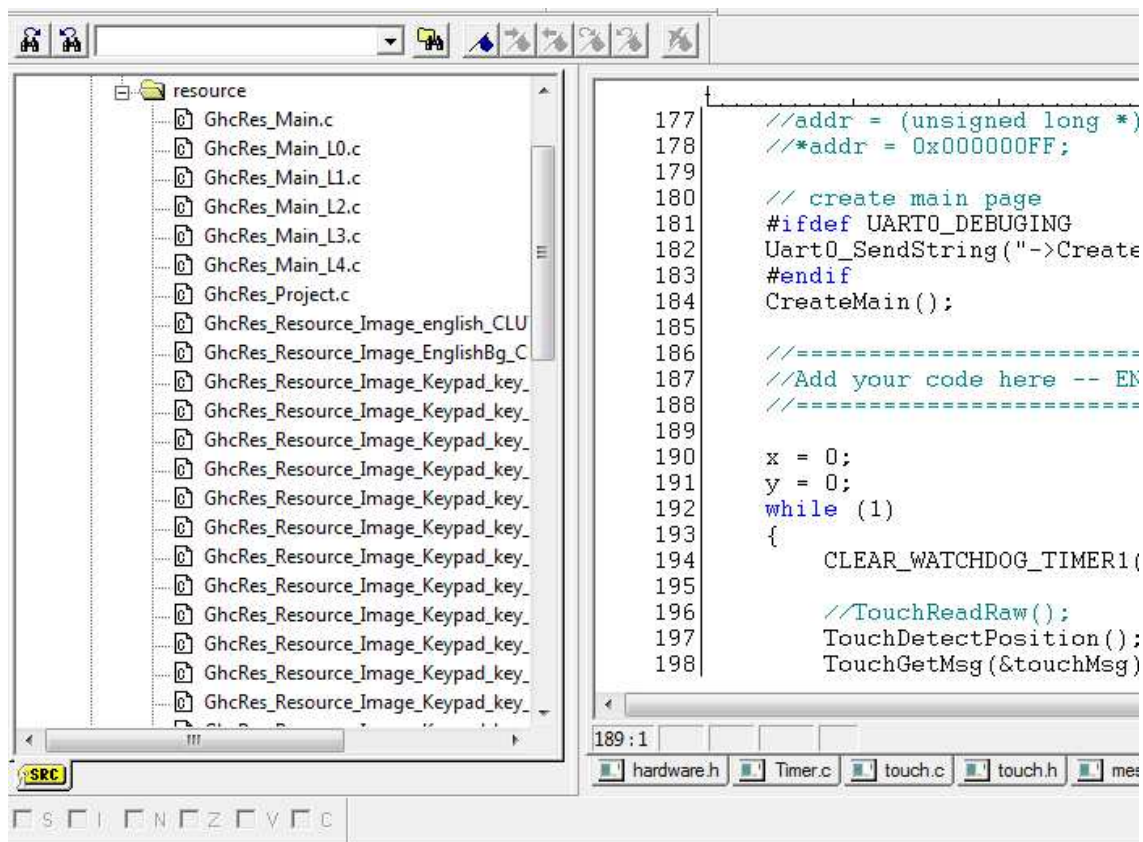 resource
GhcRes_Main.c
GhcRes_Main_L0.c
GhcRes_Main_L1.c
GhcRes_Main_L2.c
GhcRes_Main_L3.c
GhcRes_Main_L4.c
GhcRes_Project.c
GhcRes_Resource_Image_english_CLU
GhcRes_Resource_Image_EnglishBg_C
GhcRes_Resource_Image_Keypad_key_
GhcRes_Resource_Image_Keypad_key_
GhcRes_Resource_Image_Keypad_key_
GhcRes_Resource_Image_Keypad_key_
GhcRes_Resource_Image_Keypad_key_
GhcRes_Resource_Image_Keypad_key_
GhcRes_Resource_Image_Keypad_key_
GhcRes_Resource_Image_Keypad_key_
GhcRes_Resource_Image_Keypad_key_
GhcRes_Resource_Image_Keypad_key_
GhcRes_Resource_Image_Keypad_key_
GhcRes_Resource_Image_Keypad_key_
SRC
177 //addr = (unsigned long *)
178 //*addr = 0x000000FF;
179
180 // create main page
181 #ifdef UART0_DEBUGING
182 Uart0_SendString("->Create
183 #endif
184 CreateMain();
185
186 //========================
187 //Add your code here -- EN
188 //========================
189
190 x = 0;
191 y = 0;
192 while (1)
193 {
194 CLEAR_WATCHDOG_TIMER1(
195
196 //TouchReadRaw();
197 TouchDetectPosition();
198 TouchGetMsg(&touchMsg)
189:1
hardware.h Timer.c touch.c touch.h mes
S I N Z V C